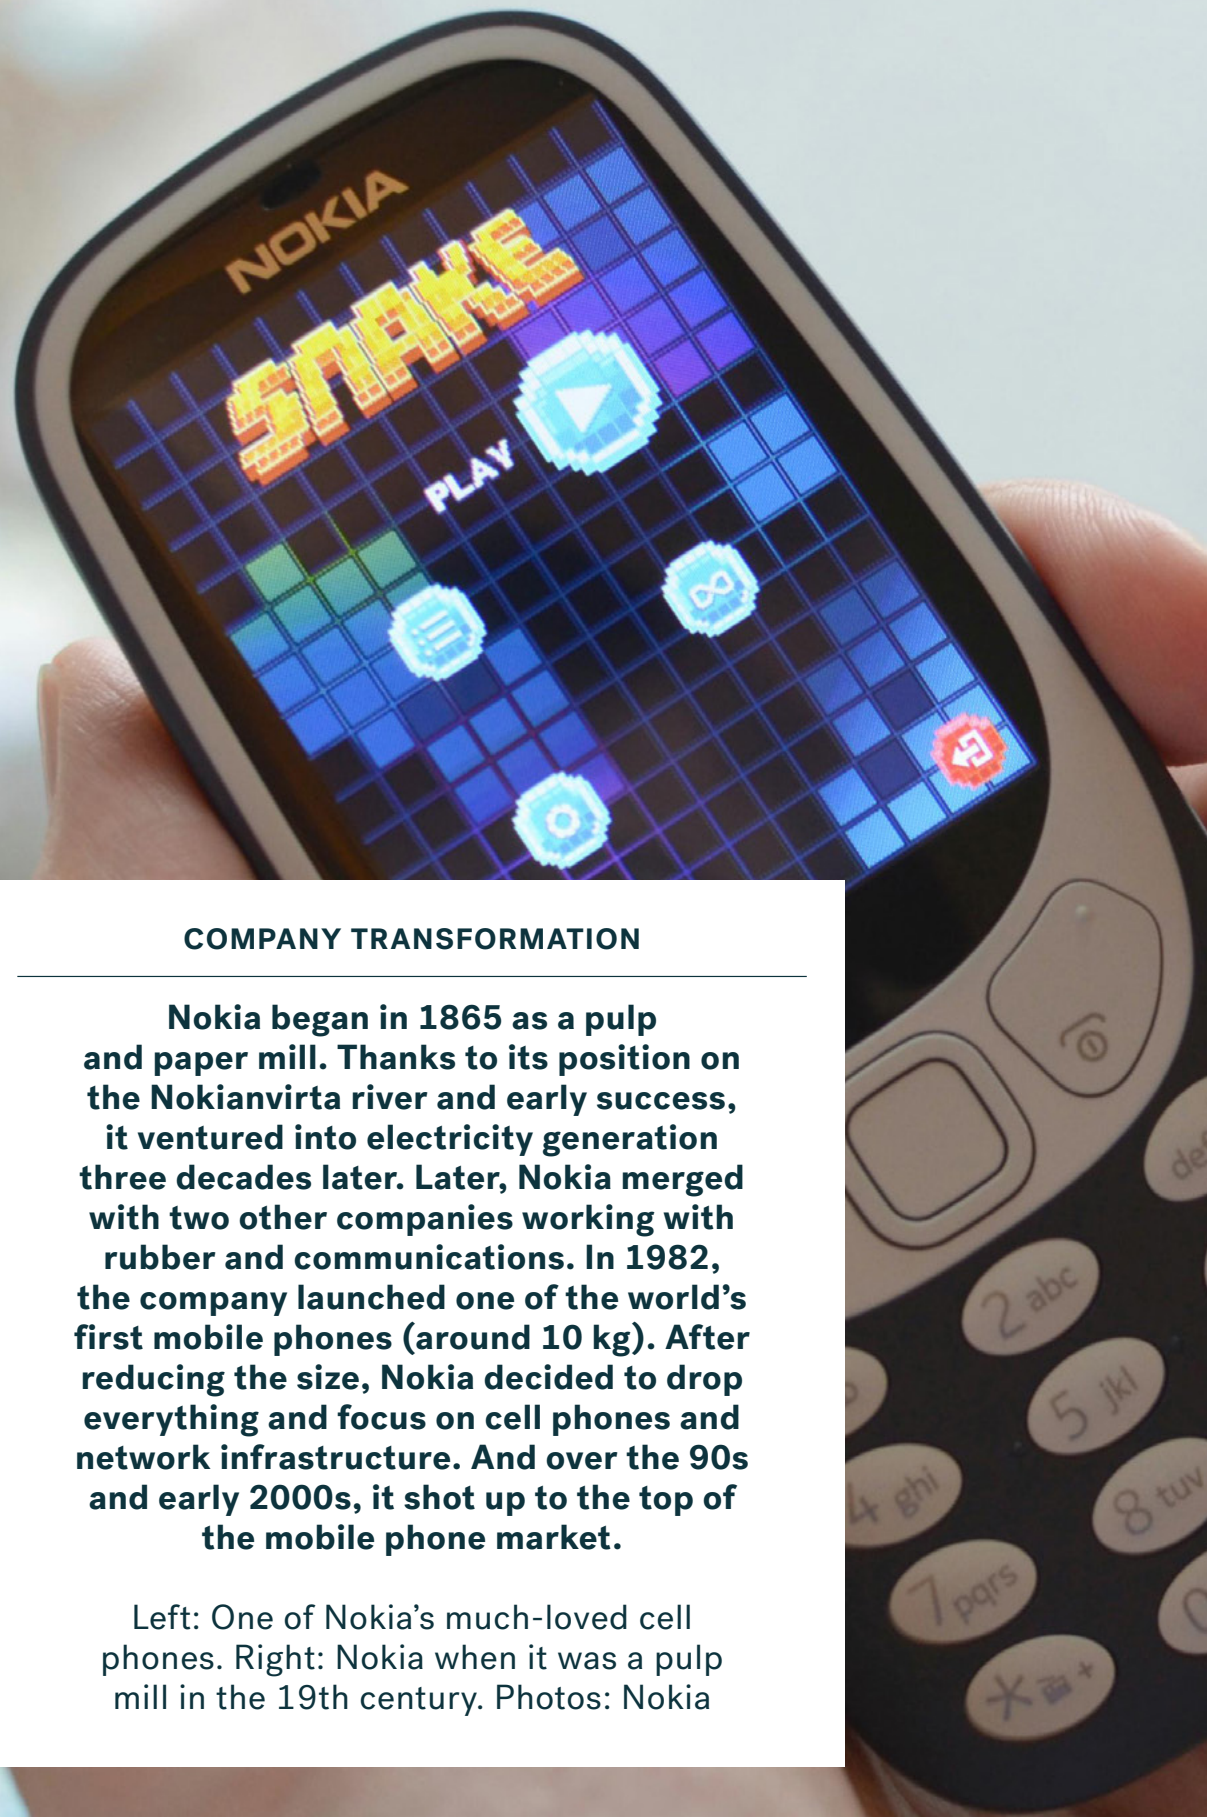 NOKIA
SNAKE
PLAY
COMPANY TRANSFORMATION
Nokia began in 1865 as a pulp
and paper mill. Thanks to its position on
the Nokianvirta river and early success,
it ventured into electricity generation
three decades later. Later, Nokia merged
with two other companies working with
rubber and communications. In 1982,
the company launched one of the world’s
first mobile phones (around 10 kg). After
reducing the size, Nokia decided to drop
everything and focus on cell phones and
network infrastructure. And over the 90s
and early 2000s, it shot up to the top of
the mobile phone market.
Left: One of Nokia’s much-loved cell
phones. Right: Nokia when it was a pulp
mill in the 19th century. Photos: Nokia
2 abc
5 jkl
4 ghi
8 tuv
7 pqrs
0
* +